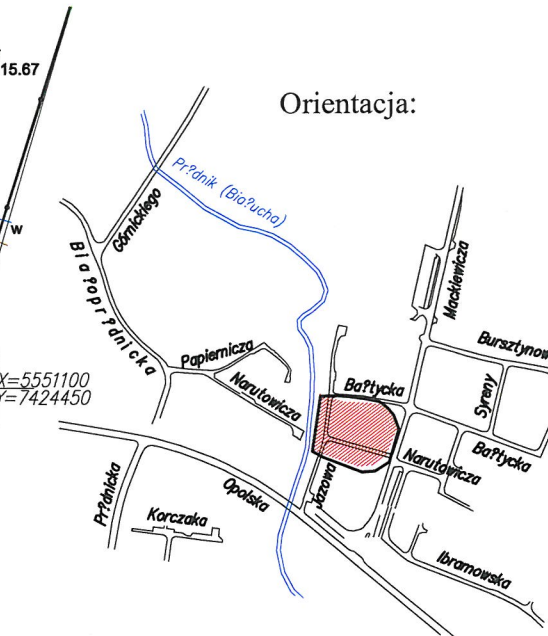 15.67
Orientacja:
Pr?dnik (Bia?ucha)
Górnickiego
w
Mackiewicza
Bia?opr?dnicka
Papiernicza
Bursztynow
X=5551100
Y=7424450
Narutowicza
Ba?tycka
Syreny
Ba?tycka
Narutowicza
Opolska
Jazowa
Pr?dnicka
Korczaka
Ibramowska